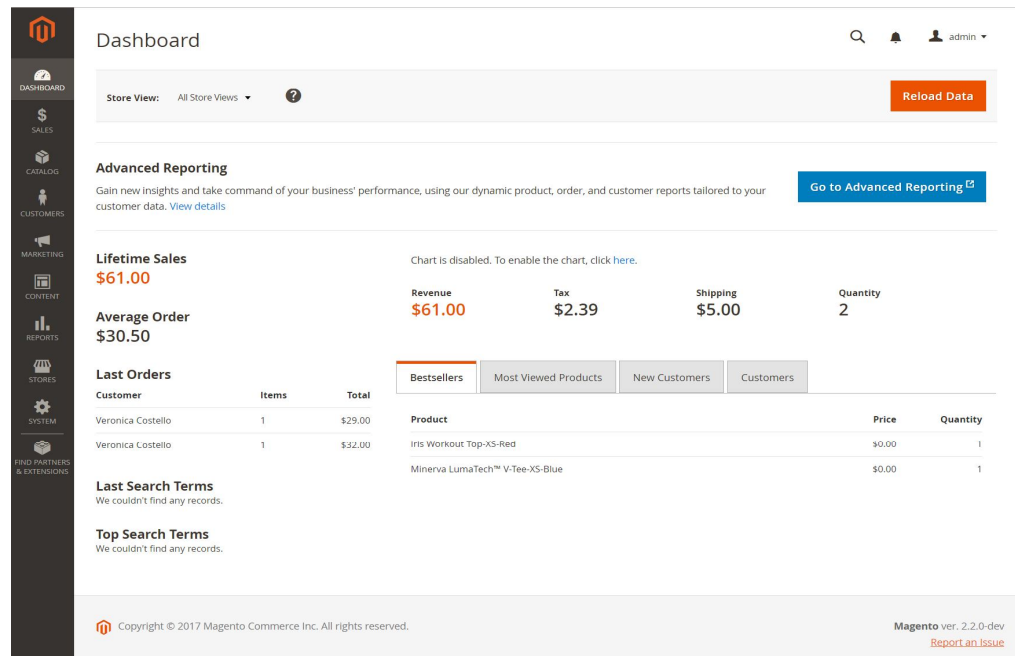 Dashboard
admin
DASHBOARD
SALES
CATALOG
CUSTOMERS
MARKETING
CONTENT
REPORTS
STORES
SYSTEM
FIND PARTNERS
& EXTENSIONS
Store View: All Store Views ?
Reload Data
Advanced Reporting
Gain new insights and take command of your business' performance, using our dynamic product, order, and customer reports tailored to your
customer data. View details
Go to Advanced Reporting
Lifetime Sales
$61.00
Average Order
$30.50
Chart is disabled. To enable the chart, click here.
Revenue Tax Shipping Quantity
$61.00 $2.39 $5.00 2
Last Orders
Customer Items Total
Veronica Costello 1 $29.00
Veronica Costello 1 $32.00
Last Search Terms
We couldn't find any records.
Top Search Terms
We couldn't find any records.
Bestsellers Most Viewed Products New Customers Customers
Product Price Quantity
Iris Workout Top-XS-Red $0.00 1
Minerva LumaTech™ V-Tee-XS-Blue $0.00 1
Copyright © 2017 Magento Commerce Inc. All rights reserved.
Magento ver. 2.2.0-dev
Report an Issue